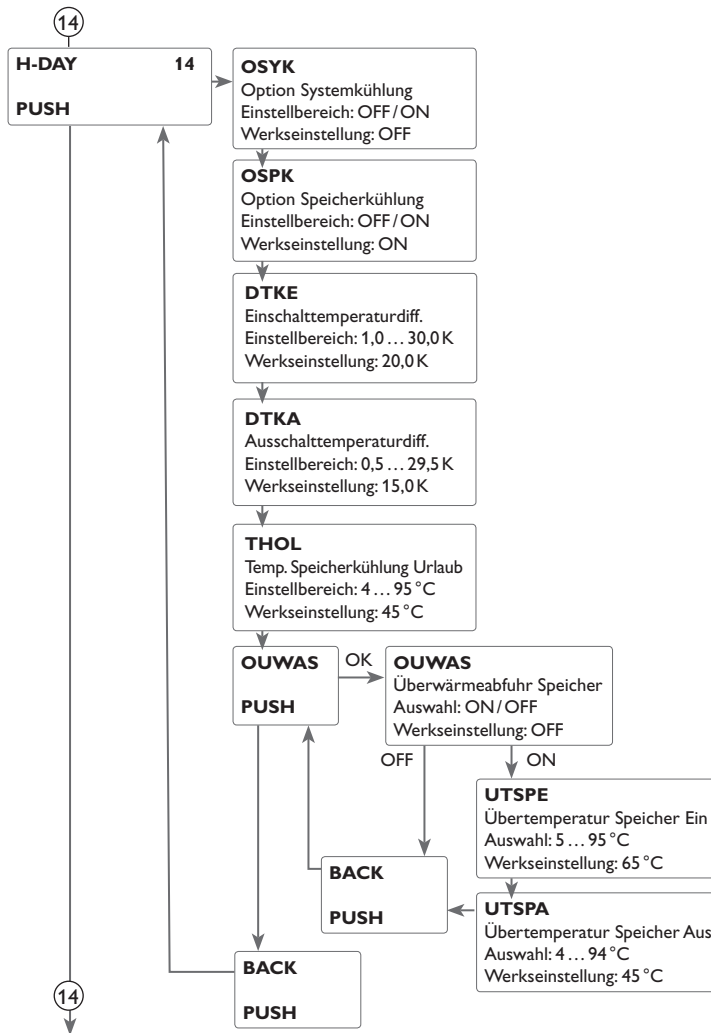 14
H-DAY 14
PUSH
OSYK
Option Systemkühlung
Einstellbereich: OFF/ON
Werkseinstellung: OFF
OSPK
Option Speicherkühlung
Einstellbereich: OFF/ON
Werkseinstellung: ON
DTKE
Einschalttemperaturdiff.
Einstellbereich: 1,0 … 30,0 K
Werkseinstellung: 20,0 K
DTKA
Ausschalttemperaturdiff.
Einstellbereich: 0,5 … 29,5 K
Werkseinstellung: 15,0 K
THOL
Temp. Speicherkühlung Urlaub
Einstellbereich: 4 … 95 °C
Werkseinstellung: 45 °C
OUWAS
PUSH
OK
OUWAS
Überwärmeabfuhr Speicher
Auswahl: ON/OFF
Werkseinstellung: OFF
OFF
ON
UTSPE
Übertemperatur Speicher Ein
Auswahl: 5 … 95 °C
Werkseinstellung: 65 °C
UTSPA
Übertemperatur Speicher Aus
Auswahl: 4 … 94 °C
Werkseinstellung: 45 °C
BACK
PUSH
BACK
PUSH
14